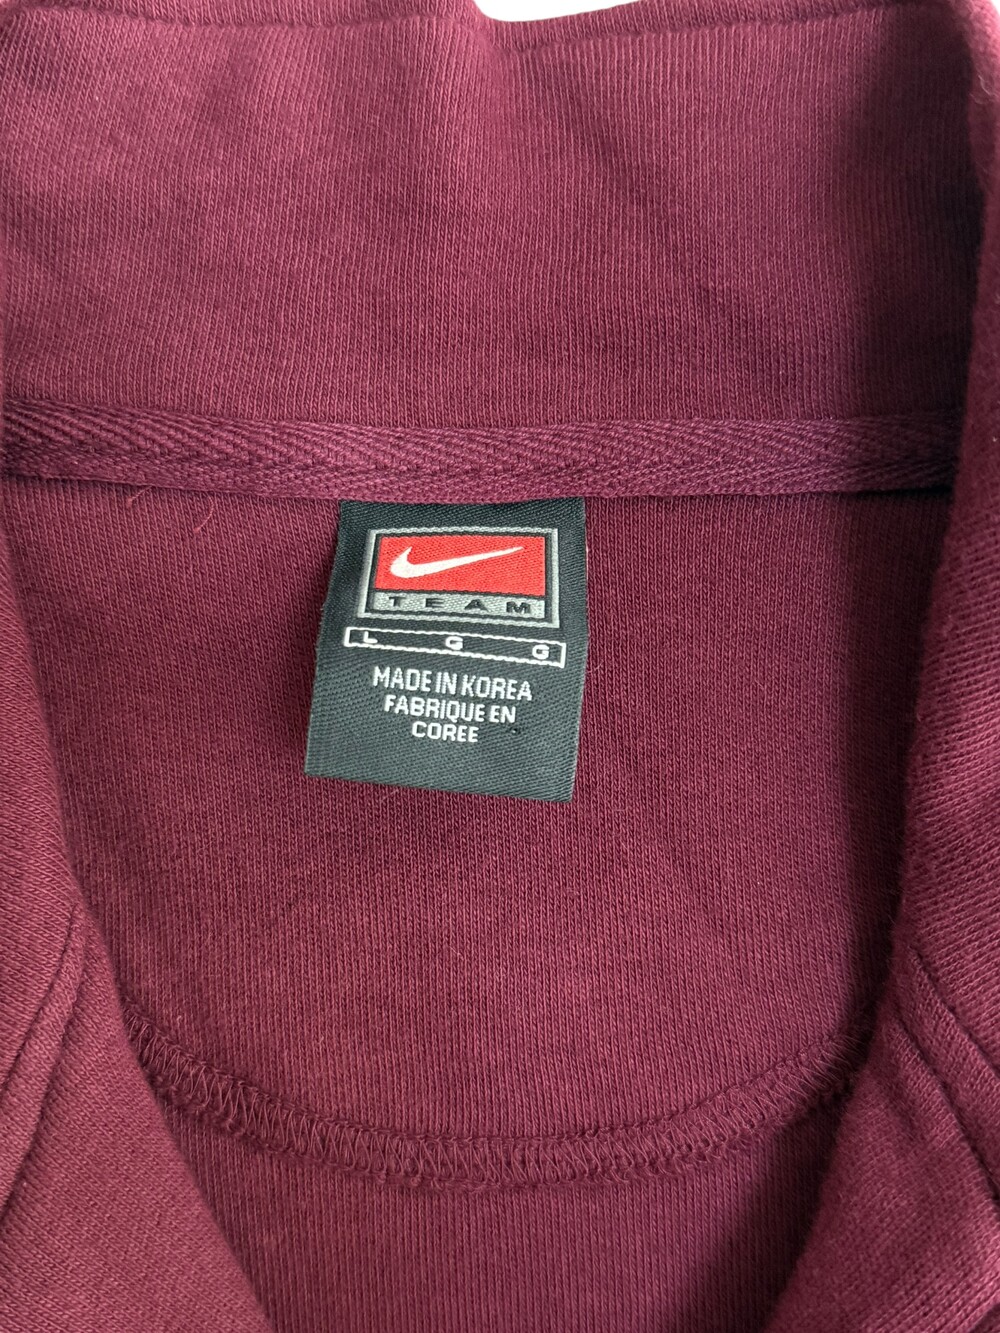 TEAM
L G G
MADE IN KOREA
FABRIQUE EN
COREE